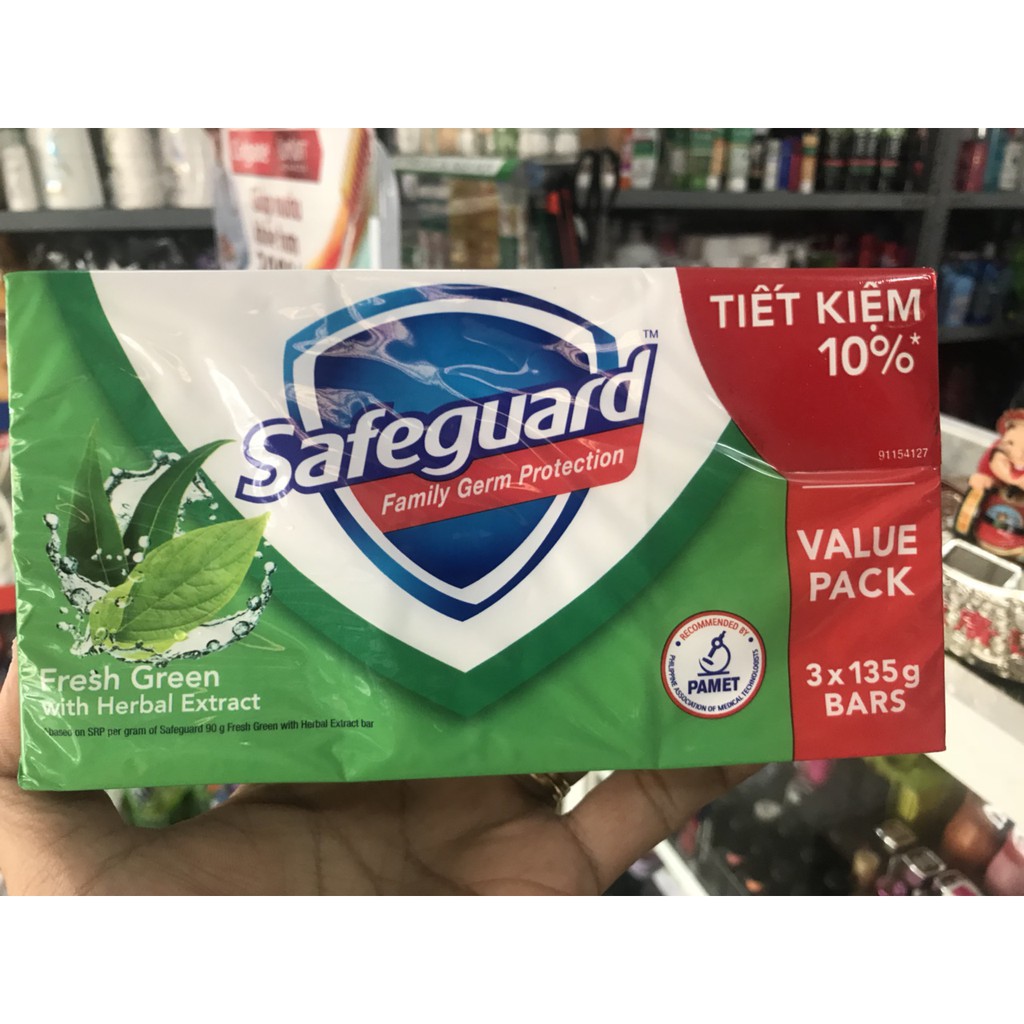 TIẾT KIỆM
10%*
91154127
Safeguard™
Family Germ Protection
VALUE
PACK
3 x 135g
BARS
RECOMMENDED BY
PAMET
PHILIPPINE ASSOCIATION OF MEDICAL TECHNOLOGISTS
Fresh Green
with Herbal Extract
* based on SRP per gram of Safeguard 90 g Fresh Green with Herbal Extract bar